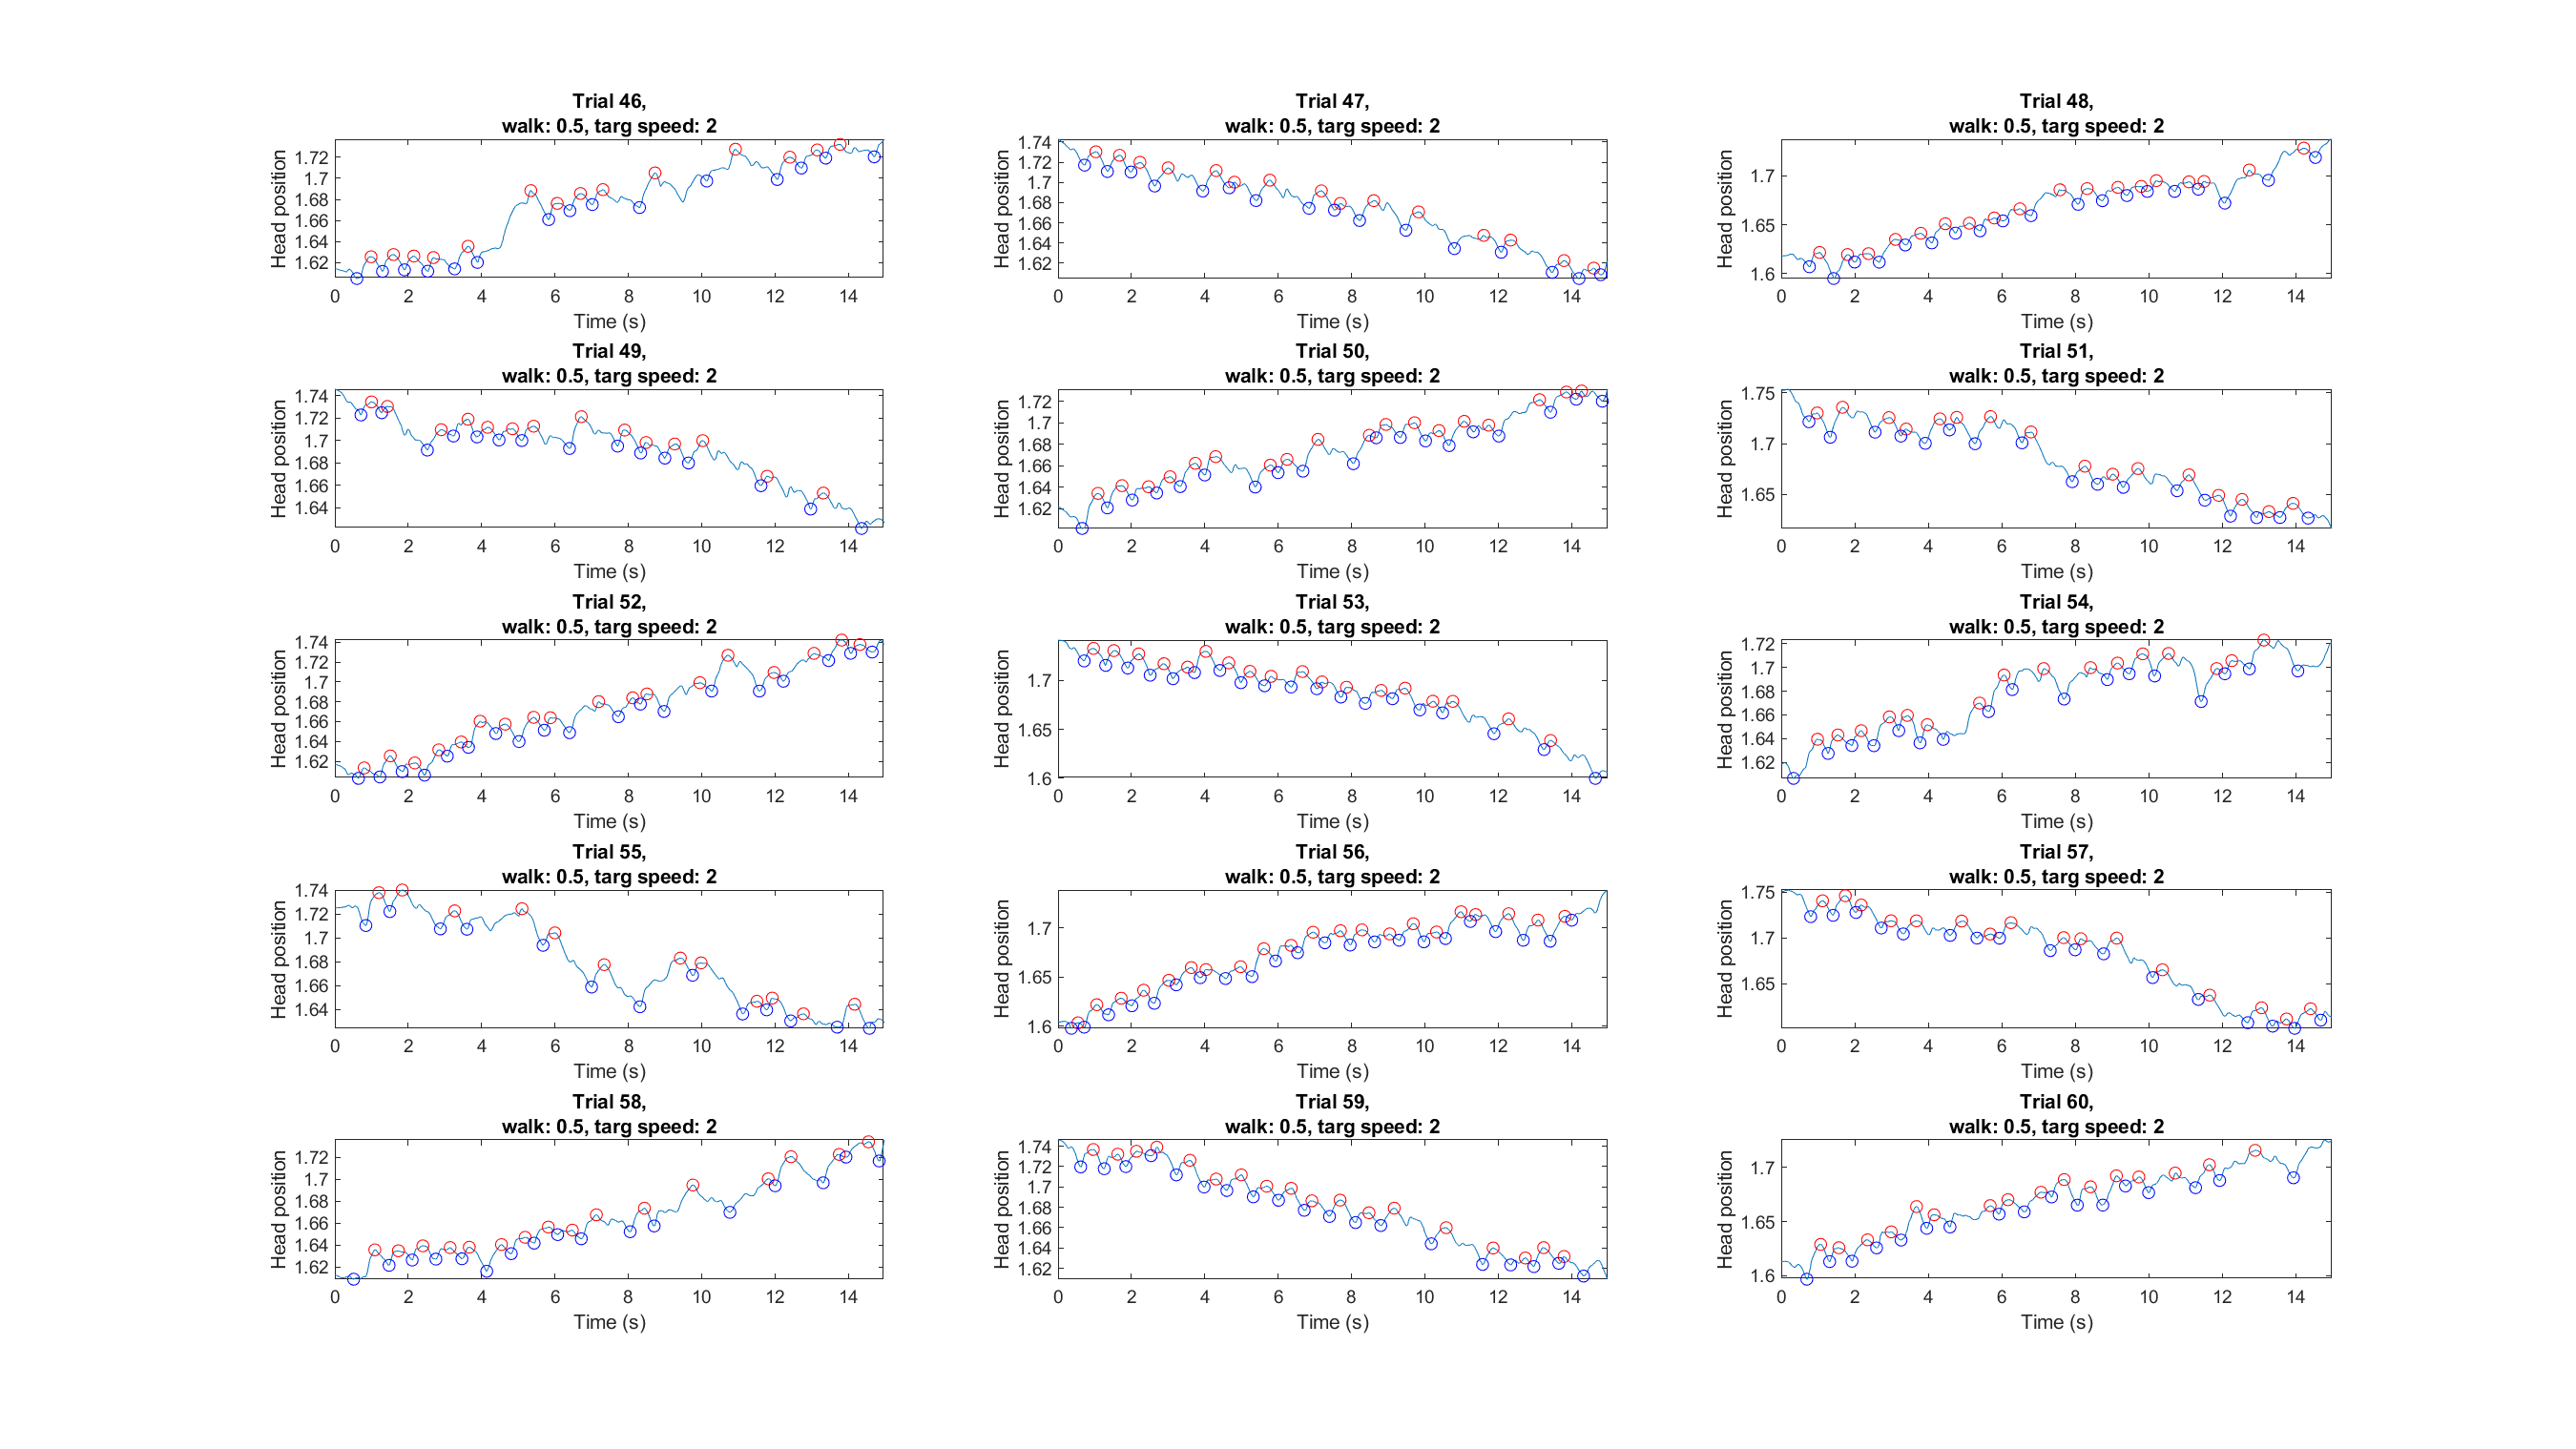 Trial 46,
walk: 0.5, targ speed: 2
Head position
1.72
1.7
1.68
1.66
1.64
1.62
0 2 4 6 8 10 12 14
Time (s)
Trial 47,
walk: 0.5, targ speed: 2
Head position
1.74
1.72
1.7
1.68
1.66
1.64
1.62
0 2 4 6 8 10 12 14
Time (s)
Trial 48,
walk: 0.5, targ speed: 2
Head position
1.7
1.65
1.6
0 2 4 6 8 10 12 14
Time (s)
Trial 49,
walk: 0.5, targ speed: 2
Head position
1.74
1.72
1.7
1.68
1.66
1.64
0 2 4 6 8 10 12 14
Time (s)
Trial 50,
walk: 0.5, targ speed: 2
Head position
1.72
1.7
1.68
1.66
1.64
1.62
0 2 4 6 8 10 12 14
Time (s)
Trial 51,
walk: 0.5, targ speed: 2
Head position
1.75
1.7
1.65
0 2 4 6 8 10 12 14
Time (s)
Trial 52,
walk: 0.5, targ speed: 2
Head position
1.74
1.72
1.7
1.68
1.66
1.64
1.62
0 2 4 6 8 10 12 14
Time (s)
Trial 53,
walk: 0.5, targ speed: 2
Head position
1.7
1.65
1.6
0 2 4 6 8 10 12 14
Time (s)
Trial 54,
walk: 0.5, targ speed: 2
Head position
1.72
1.7
1.68
1.66
1.64
1.62
0 2 4 6 8 10 12 14
Time (s)
Trial 55,
walk: 0.5, targ speed: 2
Head position
1.74
1.72
1.7
1.68
1.66
1.64
0 2 4 6 8 10 12 14
Time (s)
Trial 56,
walk: 0.5, targ speed: 2
Head position
1.7
1.65
1.6
0 2 4 6 8 10 12 14
Time (s)
Trial 57,
walk: 0.5, targ speed: 2
Head position
1.75
1.7
1.65
0 2 4 6 8 10 12 14
Time (s)
Trial 58,
walk: 0.5, targ speed: 2
Head position
1.72
1.7
1.68
1.66
1.64
1.62
0 2 4 6 8 10 12 14
Time (s)
Trial 59,
walk: 0.5, targ speed: 2
Head position
1.74
1.72
1.7
1.68
1.66
1.64
1.62
0 2 4 6 8 10 12 14
Time (s)
Trial 60,
walk: 0.5, targ speed: 2
Head position
1.7
1.65
1.6
0 2 4 6 8 10 12 14
Time (s)